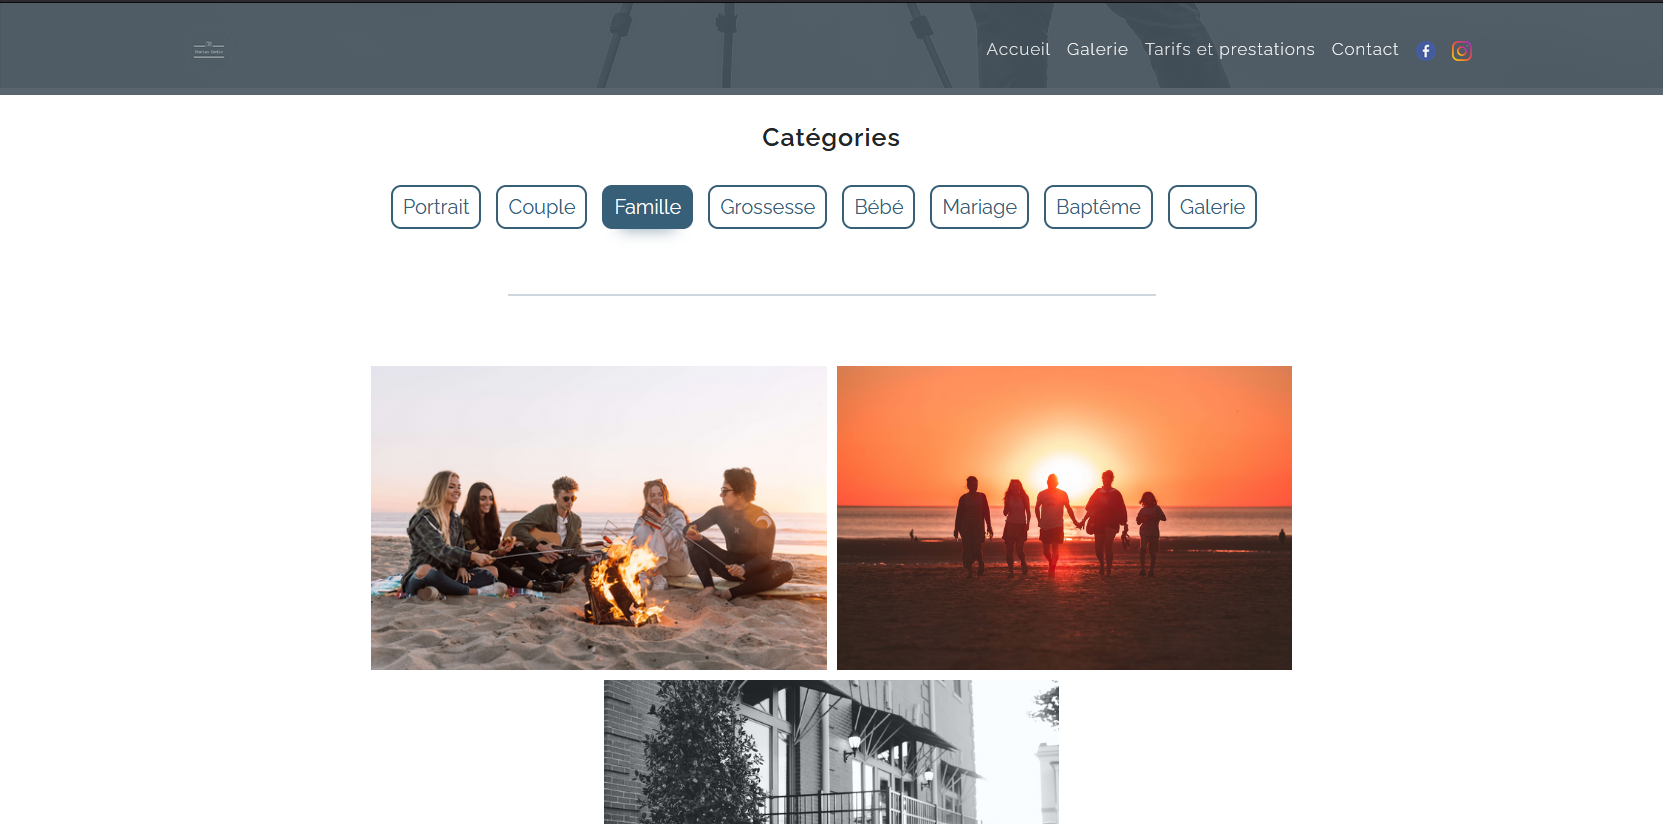 Accueil Galerie Tarifs et prestations Contact
Catégories
Portrait Couple Famille Grossesse Bébé Mariage Baptême Galerie